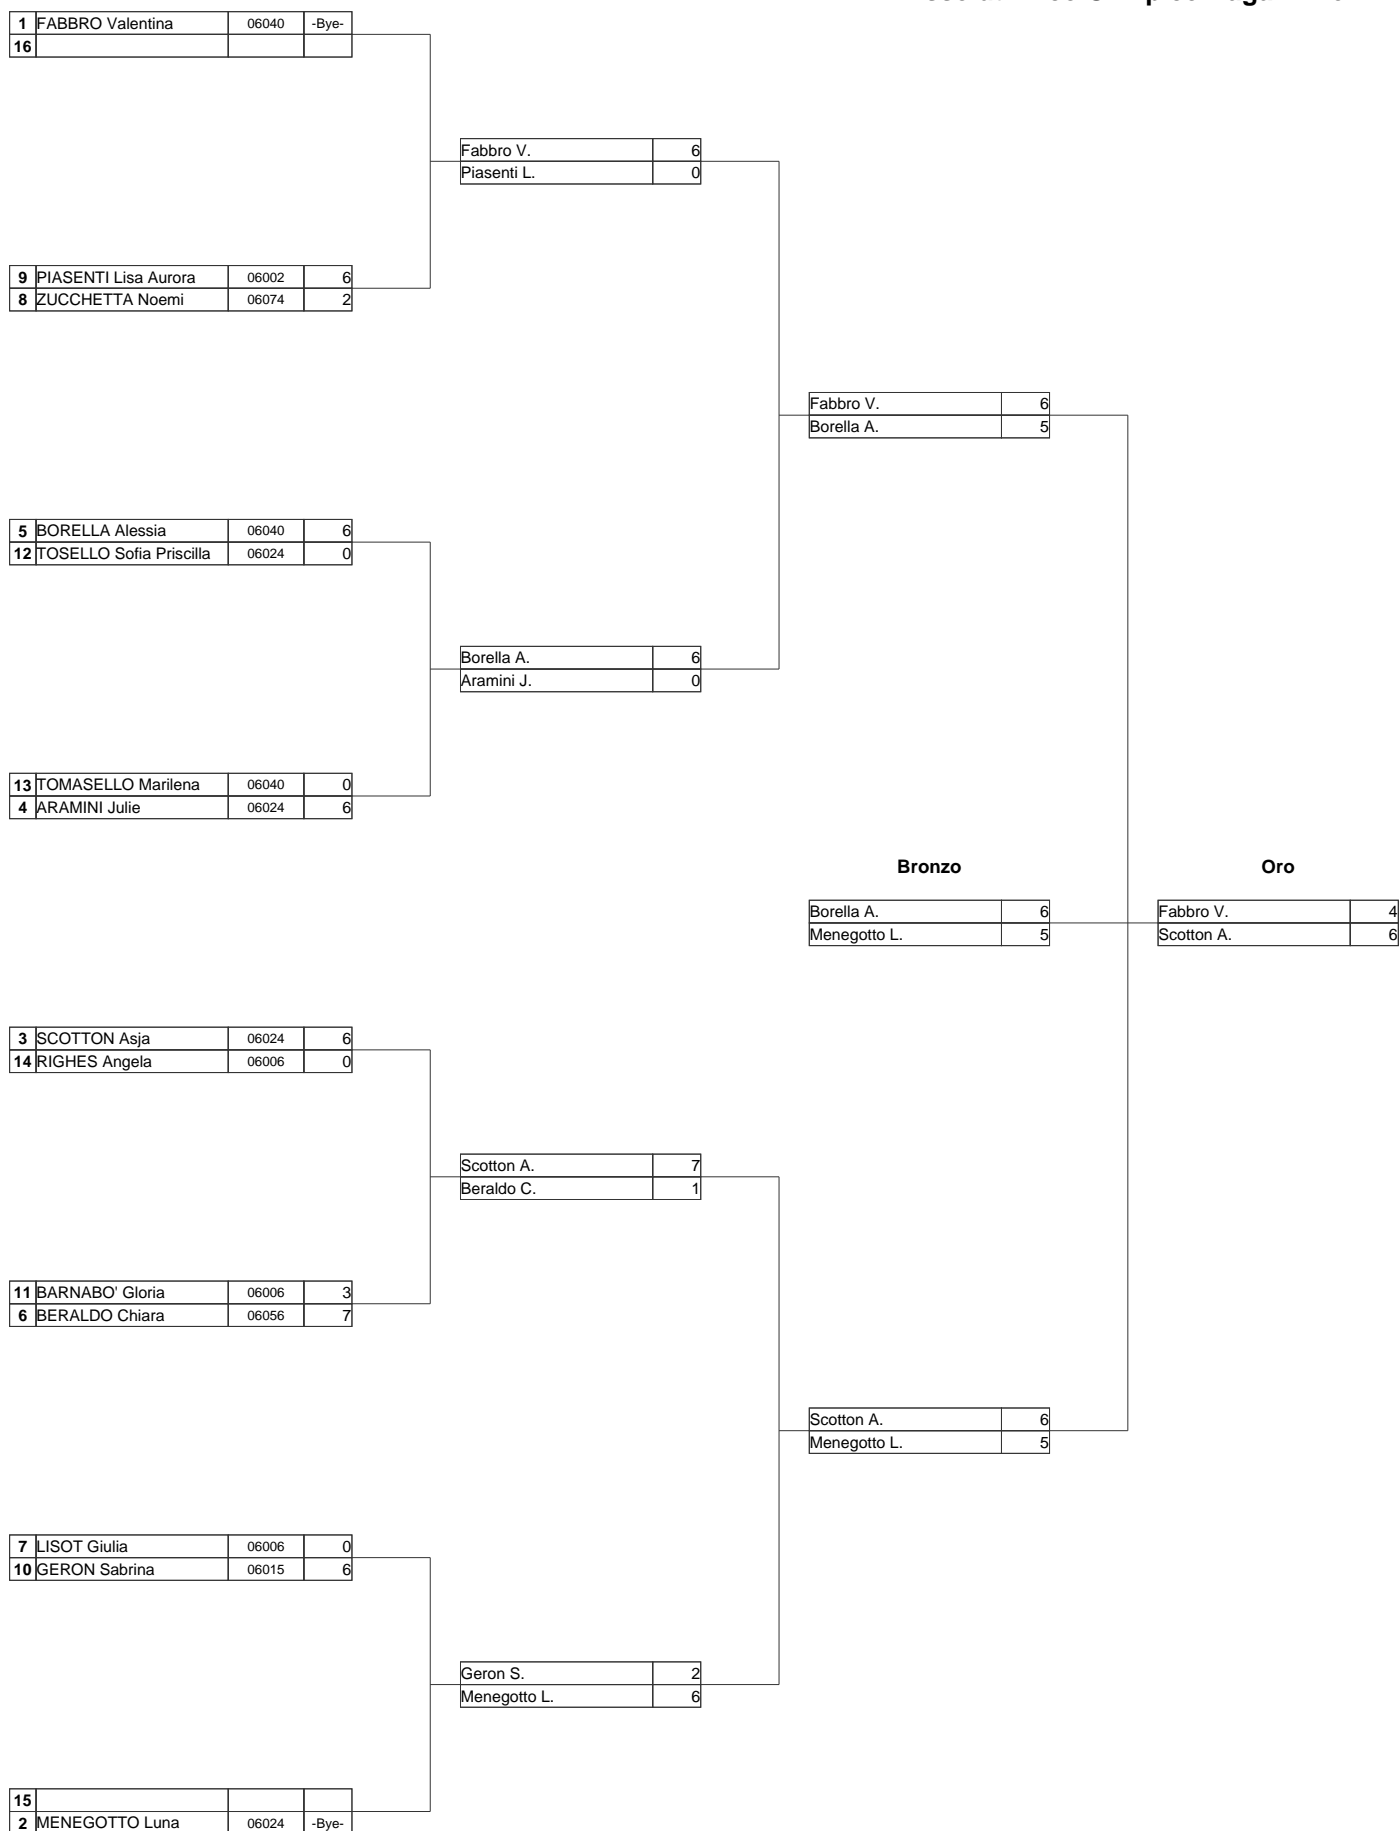 1 FABBRO Valentina 06040 -Bye-
16
Fabbro V. 6
Piasenti L. 0
9 PIASENTI Lisa Aurora 06002 6
8 ZUCCHETTA Noemi 06074 2
Fabbro V. 6
Borella A. 5
5 BORELLA Alessia 06040 6
12 TOSELLO Sofia Priscilla 06024 0
Borella A. 6
Aramini J. 0
13 TOMASELLO Marilena 06040 0
4 ARAMINI Julie 06024 6
Bronzo Oro
Borella A. 6 Fabbro V. 4
Menegotto L. 5 Scotton A. 6
3 SCOTTON Asja 06024 6
14 RIGHES Angela 06006 0
Scotton A. 7
Beraldo C. 1
11 BARNABO' Gloria 06006 3
6 BERALDO Chiara 06056 7
Scotton A. 6
Menegotto L. 5
7 LISOT Giulia 06006 0
10 GERON Sabrina 06015 6
Geron S. 2
Menegotto L. 6
15
2 MENEGOTTO Luna 06024 -Bye-